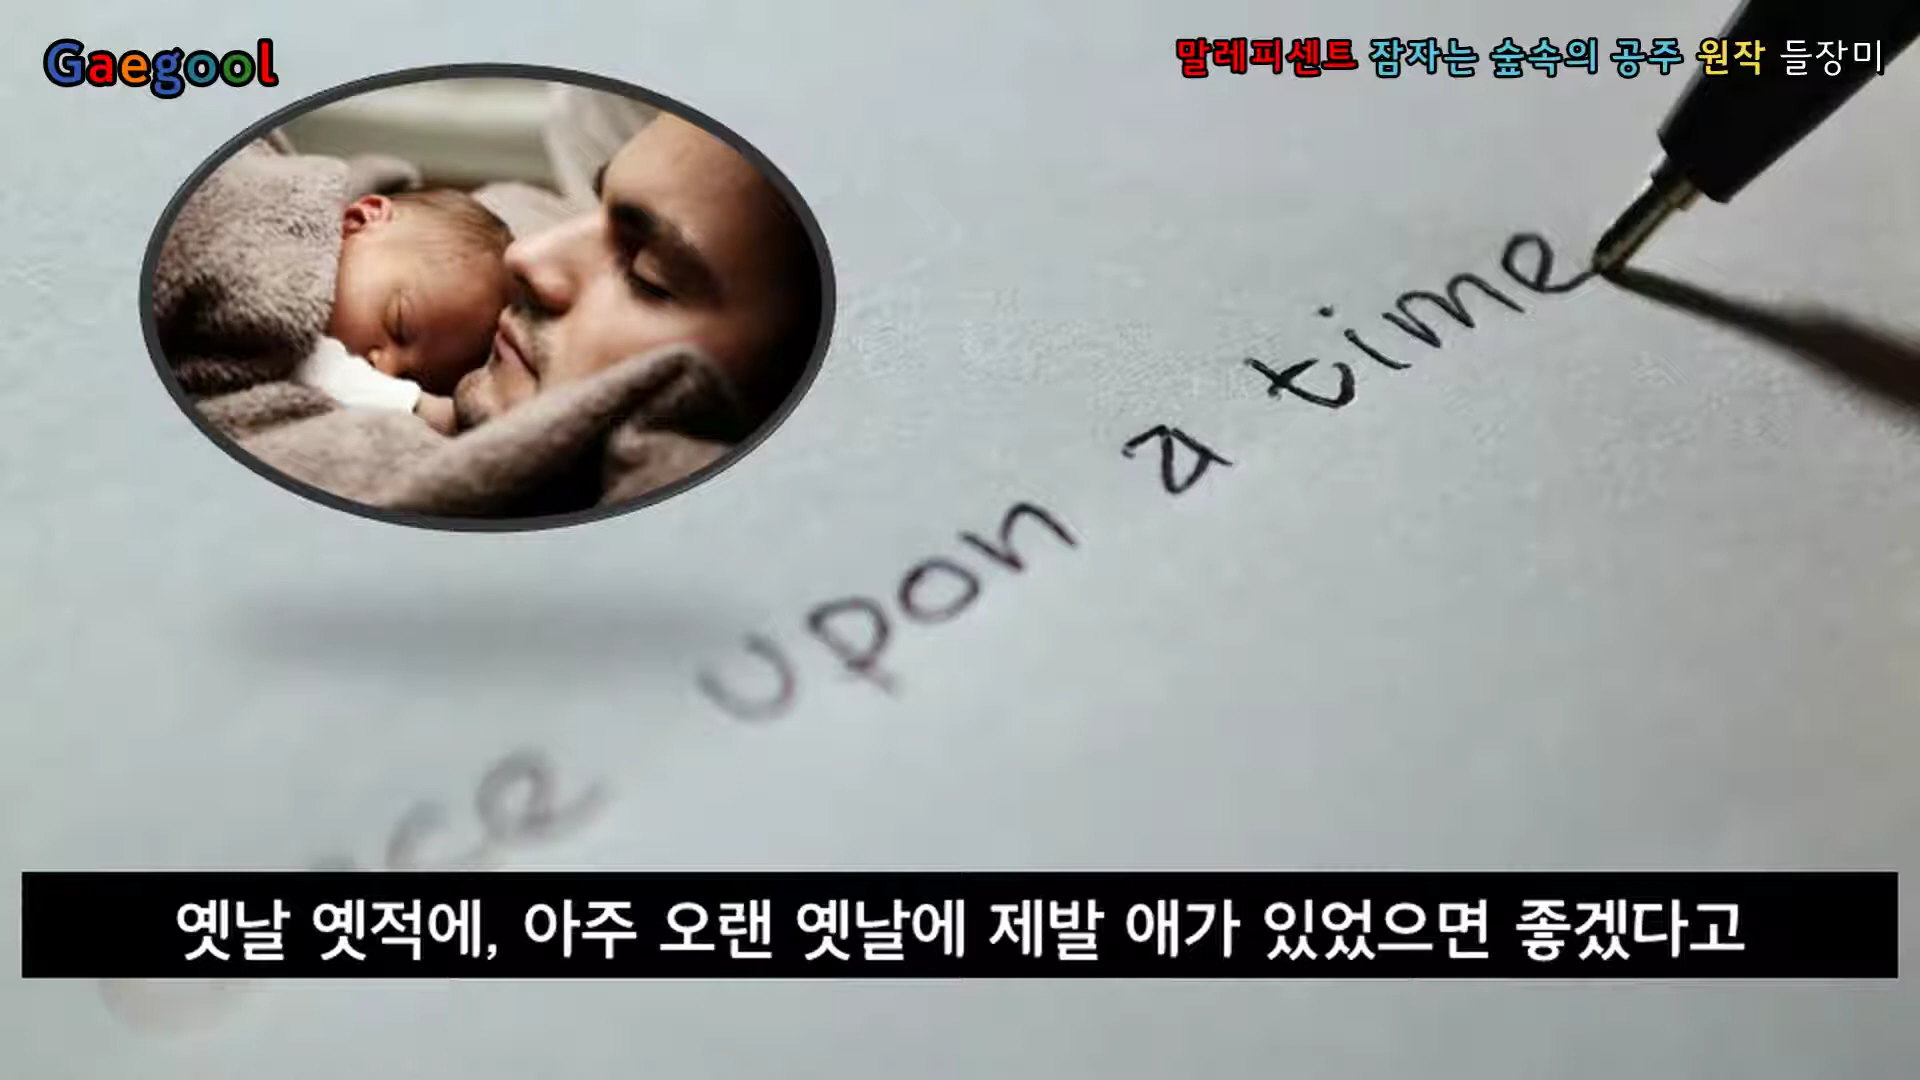 Gaegool
말레피센트 잠자는 숲속의 공주 원작 들장미
upon a time
옛날 옛적에, 아주 오랜 옛날에 제발 애가 있었으면 좋겠다고